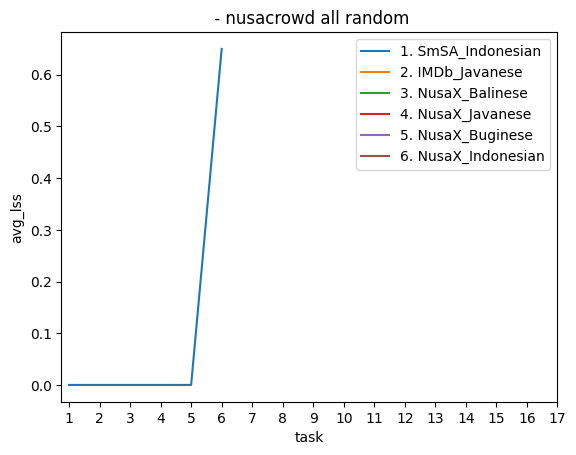 - nusacrowd all random
1. SmSA_Indonesian
2. IMDb_Javanese
3. NusaX_Balinese
4. NusaX_Javanese
5. NusaX_Buginese
6. NusaX_Indonesian
avg_lss
0.6
0.5
0.4
0.3
0.2
0.1
0.0
1 2 3 4 5 6 7 8 9 10 11 12 13 14 15 16 17
task